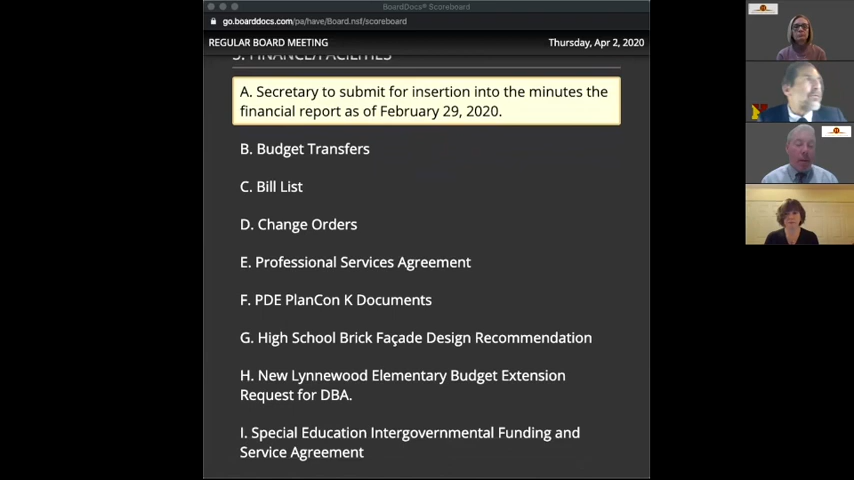 BoardDocs® Scoreboard
go.boarddocs.com/pa/have/Board.nsf/scoreboard
REGULAR BOARD MEETING
Thursday, Apr 2, 2020
A. Secretary to submit for insertion into the minutes the
financial report as of February 29, 2020.
B. Budget Transfers
C. Bill List
D. Change Orders
E. Professional Services Agreement
F. PDE PlanCon K Documents
G. High School Brick Façade Design Recommendation
H. New Lynnewood Elementary Budget Extension
Request for DBA.
I. Special Education Intergovernmental Funding and
Service Agreement